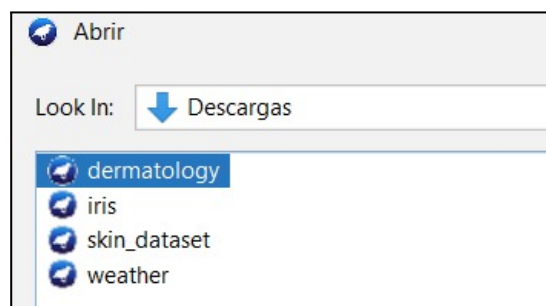 Abrir
Look In: Descargas
dermatology
iris
skin_dataset
weather